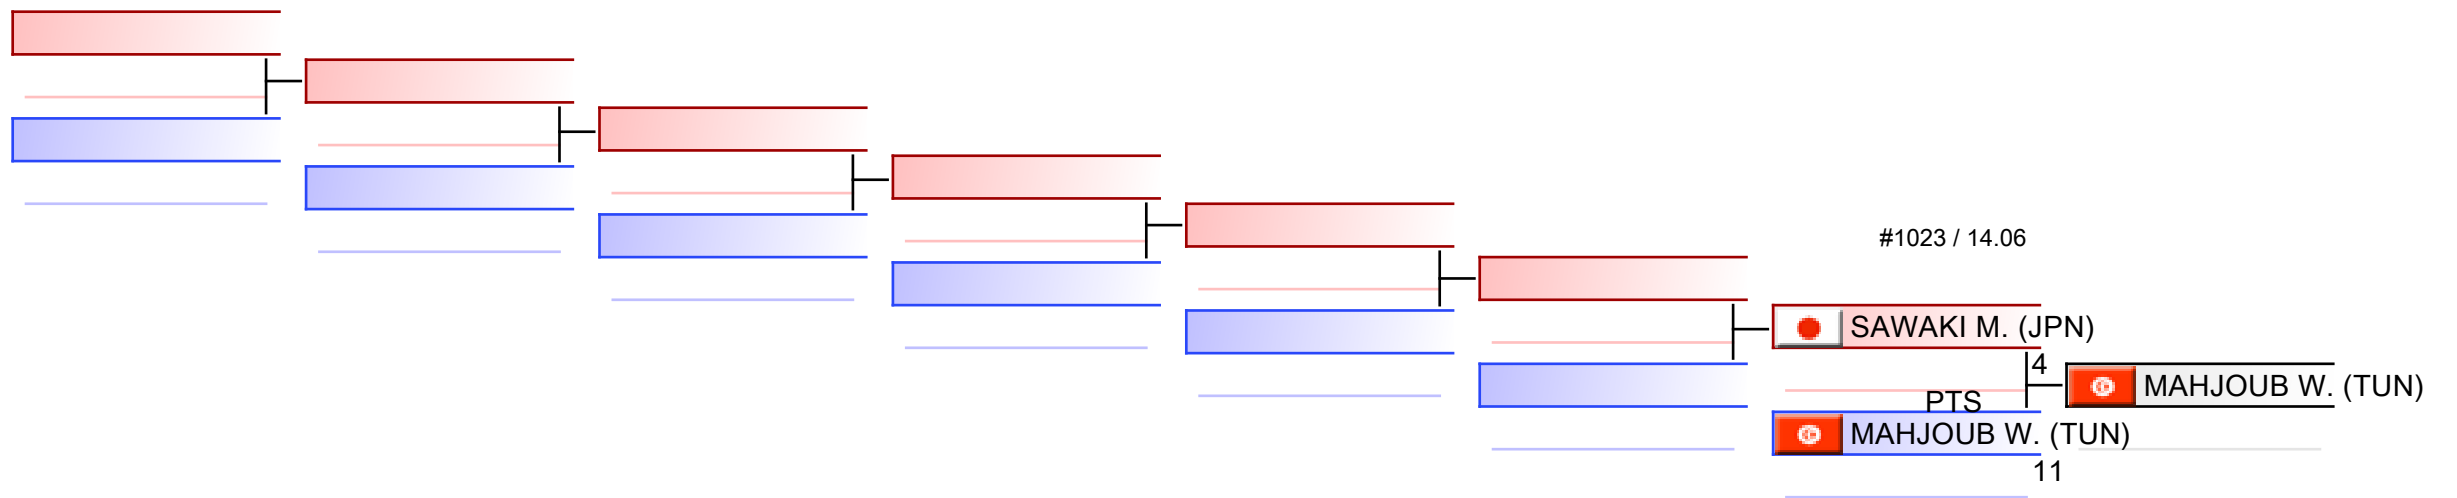 #1023 / 14.06
SAWAKI M. (JPN)
4
MAHJOUB W. (TUN)
PTS
MAHJOUB W. (TUN)
11